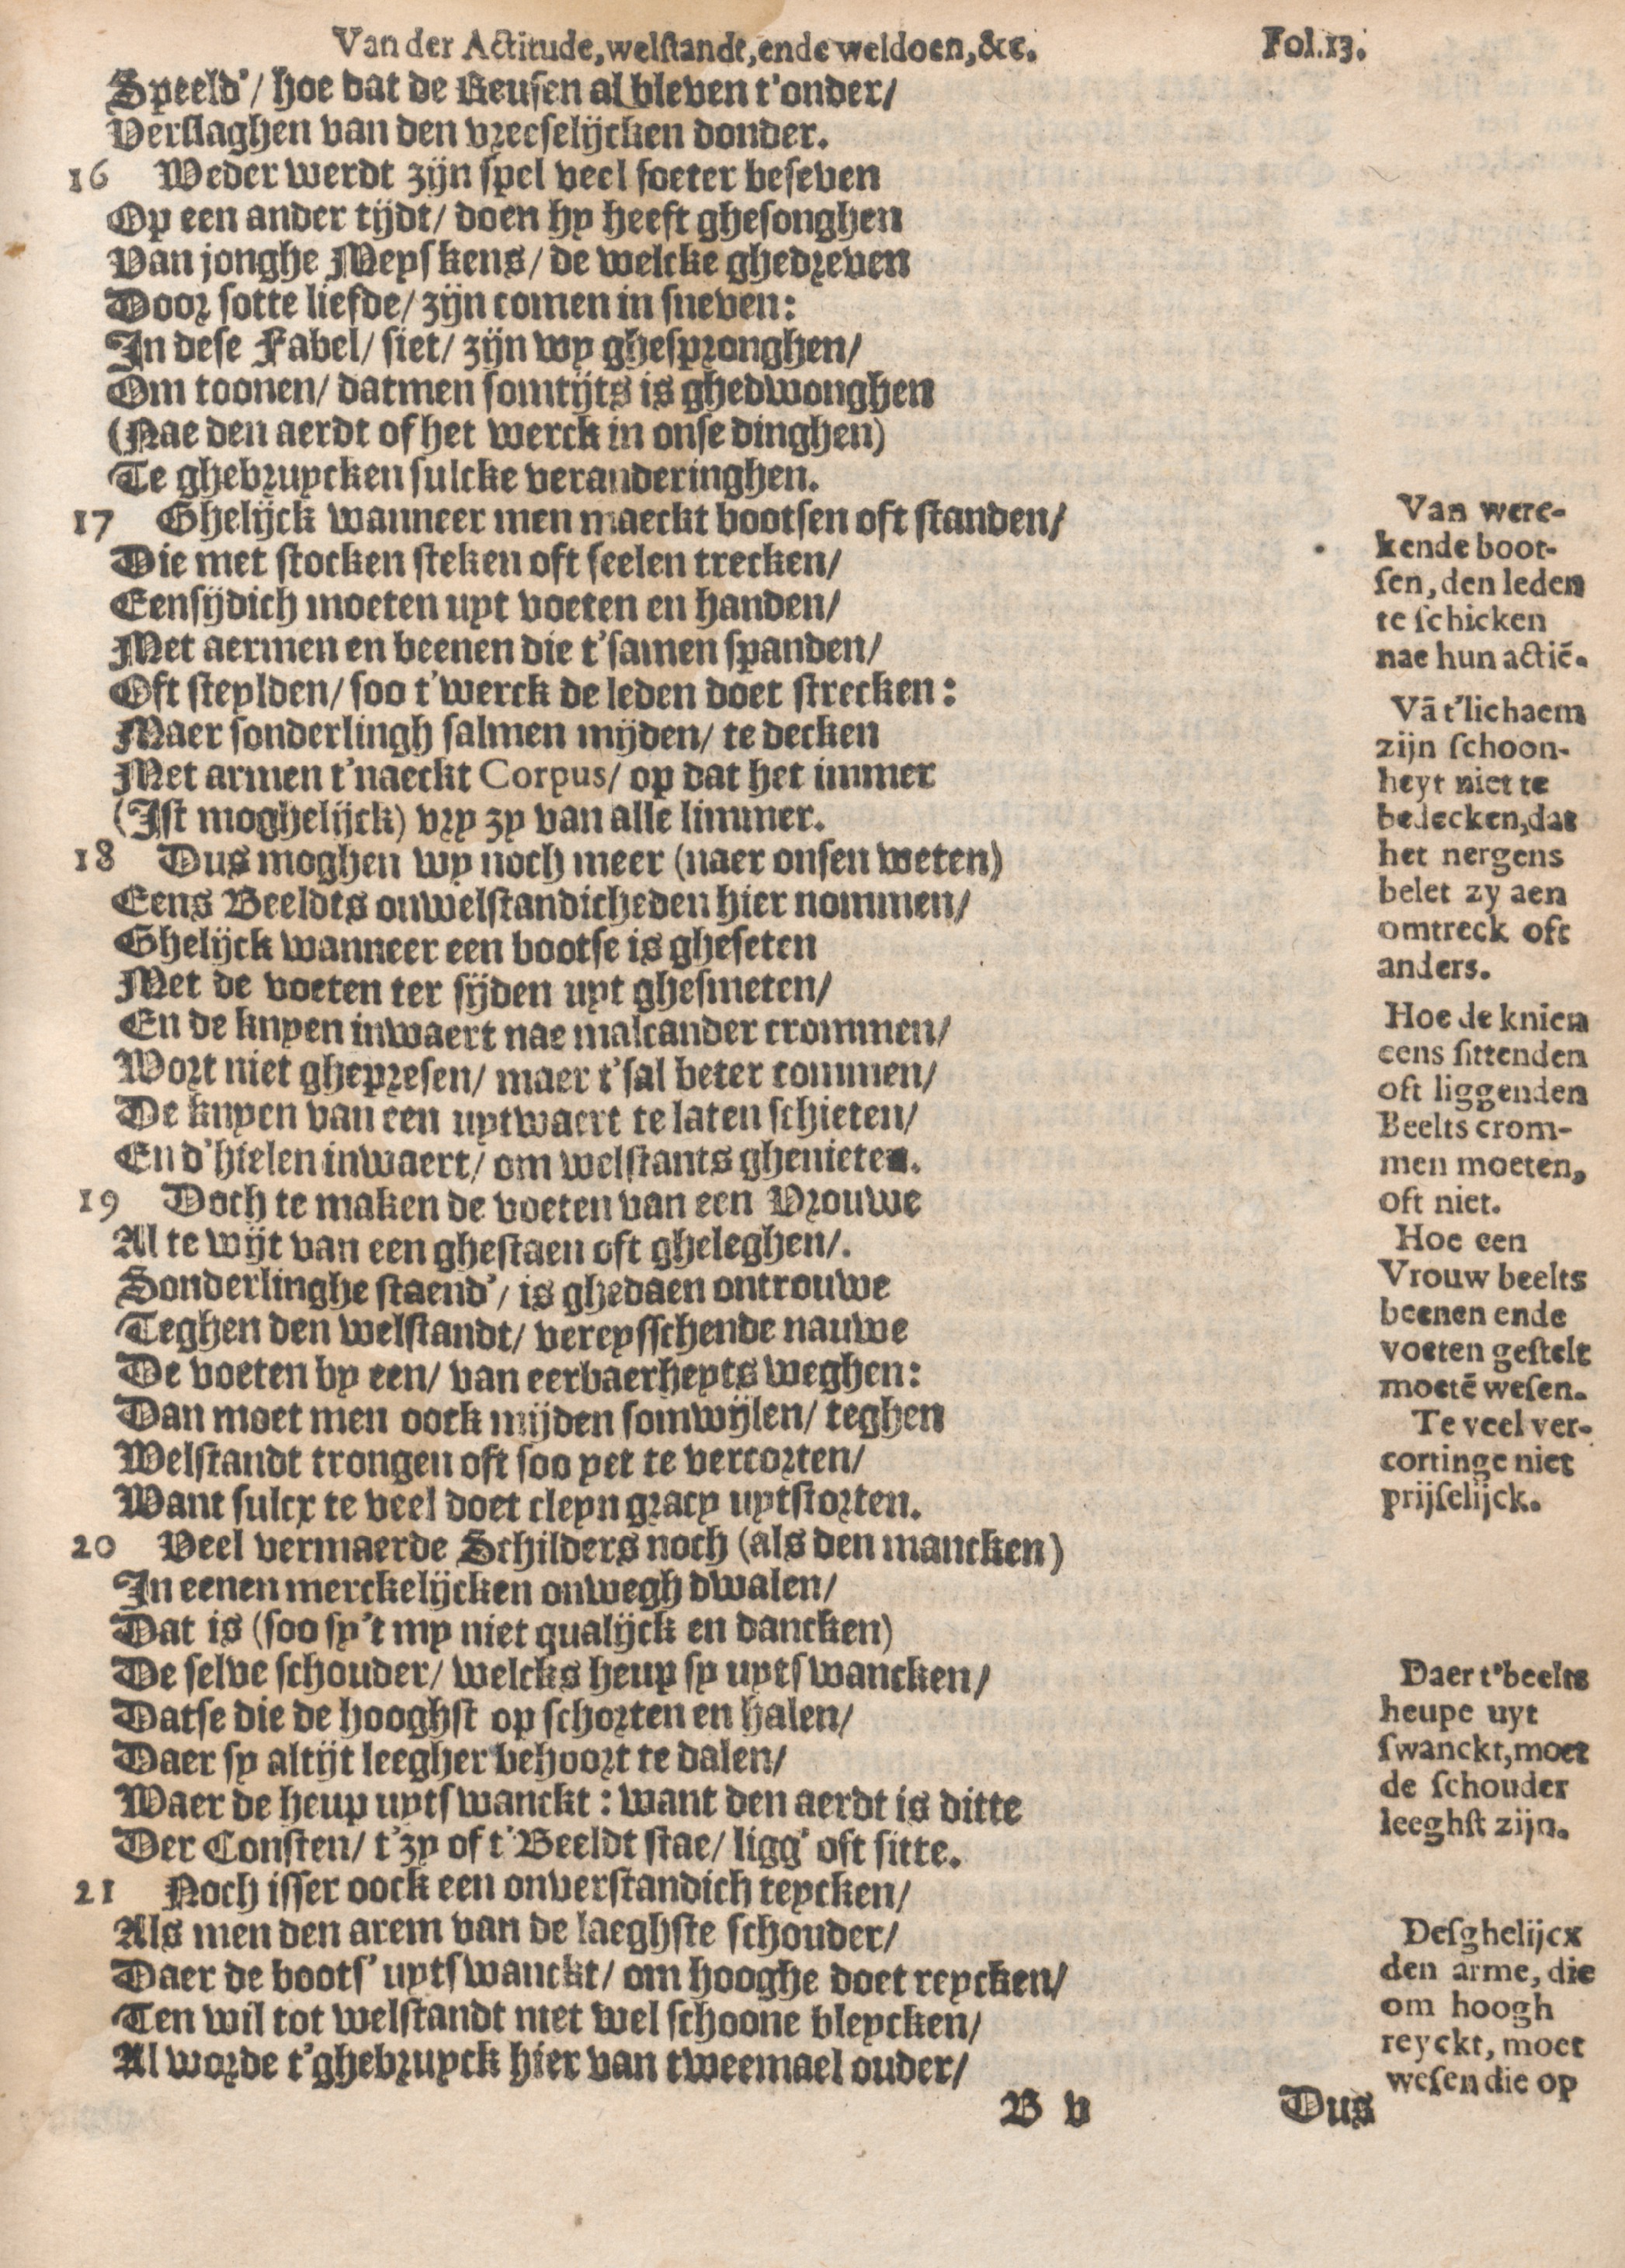 Van der Actitude, welstandt, ende weldoen, &c.
Fol. 13.
Speeld'/ hoe dat de Reusen al bleven t'onder/
Verslaghen van den vreeselijcken donder.
16 Weder werdt zijn spel veel soeter beseven
Op een ander tijdt/ doen hy heeft ghesonghen
Van jonghe Meyskens/ de welcke ghedreven
Door sotte liefde/ zijn comen in sneven:
In dese Fabel/ siet/ zijn wy ghespronghen/
Om toonen/ datmen somtijts is ghedwonghen
(Nae den aerdt of het werck in onse dinghen)
Te ghebruycken sulcke veranderinghen.
17 Ghelijck wanneer men maeckt bootsen oft standen/
Die met stocken steken oft seelen trecken/
Eensijdich moeten uyt voeten en handen/
Met aermen en beenen die t'samen spanden/
Oft steylden/ soo t'werck de leden doet strecken:
Maer sonderlingh salmen mijden/ te decken
Met armen t'naeckt Corpus/ op dat het immer
(Ist moghelijck) vry zy van alle limmer.
18 Dus moghen wy noch meer (naer onsen weten)
Eens Beeldts onwelstandicheden hier nommen/
Ghelijck wanneer een bootse is gheseten
Met de voeten ter sijden uyt ghesmeten/
En de knyen inwaert nae malcander crommen/
Wort niet ghepresen/ maer t'sal beter commen/
De knyen van een uytwaert te laten schieten/
En d'hielen inwaert/ om welstants ghenieten.
19 Doch te maken de voeten van een Vrouwe
Al te wijt van een ghestaen oft gheleghen/.
Sonderlinghe staend'/ is ghedaen ontrouwe
Teghen den welstandt/ vereysschende nauwe
De voeten by een/ van eerbaerheyts weghen:
Dan moet men oock mijden somwijlen/ teghen
Welstandt trongen oft soo yet te vercorten/
Want sulcx te veel doet cleyn gracy uytstorten.
20 Veel vermaerde Schilders noch (als den mancken)
In eenen merckelijcken onwegh dwalen/
Dat is (soo sy't my niet qualijck en dancken)
De selve schouder/ welcks heup sy uytswancken/
Datse die de hooghst op schorten en halen/
Daer sy altijt leegher behoort te dalen/
Waer de heup uytswanckt: want den aerdt is ditte
Der Consten/ t'zy of t'Beeldt stae/ ligg' oft sitte.
21 Noch isser oock een onverstandich teycken/
Als men den arem van de laeghste schouder/
Daer de boots' uytswanckt/ om hooghe doet reycken/
Ten wil tot welstandt niet wel schoone bleycken/
Al worde t'ghebruyck hier van tweemael ouder/
B v
Dus
Van werc-
kende boot-
sen, den leden
te schicken
nae hun actiē.
Vā t'lichaem
zijn schoon-
heyt niet te
bedecken, dat
het nergens
belet zy aen
omtreck oft
anders.
Hoe de knien
eens sittenden
oft liggenden
Beelts crom-
men moeten,
oft niet.
Hoe een
Vrouw beelts
beenen ende
voeten gestelt
moetē wesen.
Te veel ver-
cortinge niet
prijselijck.
Daer t'beelts
heupe uyt
swanckt, moet
de schouder
leeghst zijn.
Desghelijcx
den arme, die
om hoogh
reyckt, moet
wesen die op